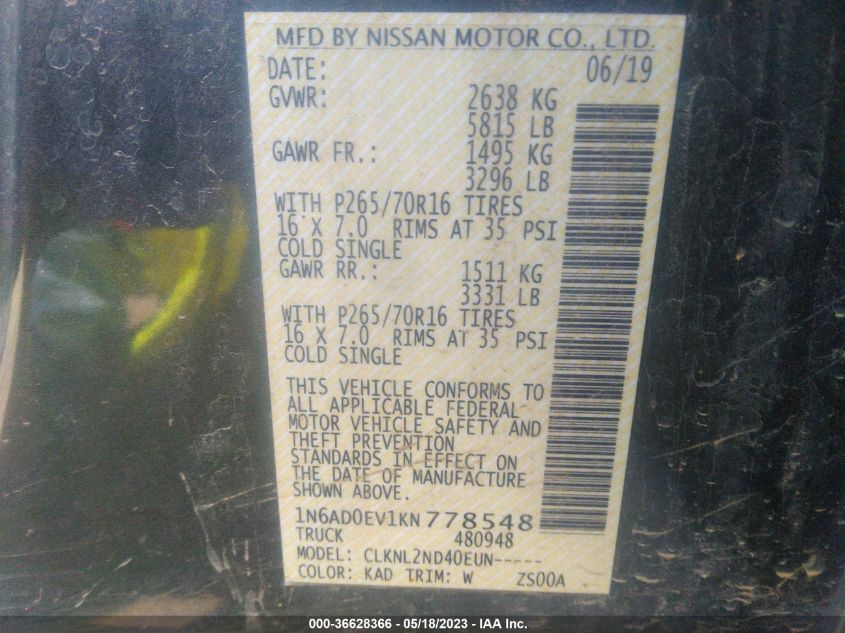 MFD BY NISSAN MOTOR CO., LTD.
DATE: 06/19
GVWR: 2638 KG
5815 LB
GAWR FR.: 1495 KG
3296 LB
WITH P265/70R16 TIRES
16 X 7.0 RIMS AT 35 PSI
COLD SINGLE
GAWR RR.: 1511 KG
3331 LB
WITH P265/70R16 TIRES
16 X 7.0 RIMS AT 35 PSI
COLD SINGLE
THIS VEHICLE CONFORMS TO
ALL APPLICABLE FEDERAL
MOTOR VEHICLE SAFETY AND
THEFT PREVENTION
STANDARDS IN EFFECT ON
THE DATE OF MANUFACTURE
SHOWN ABOVE.
1N6AD0EV1KN778548
TRUCK 480948
MODEL: CLKNL2ND40EUN-----
COLOR: KAD TRIM: W ZS00A
000-36628366 - 05/18/2023 - IAA Inc.